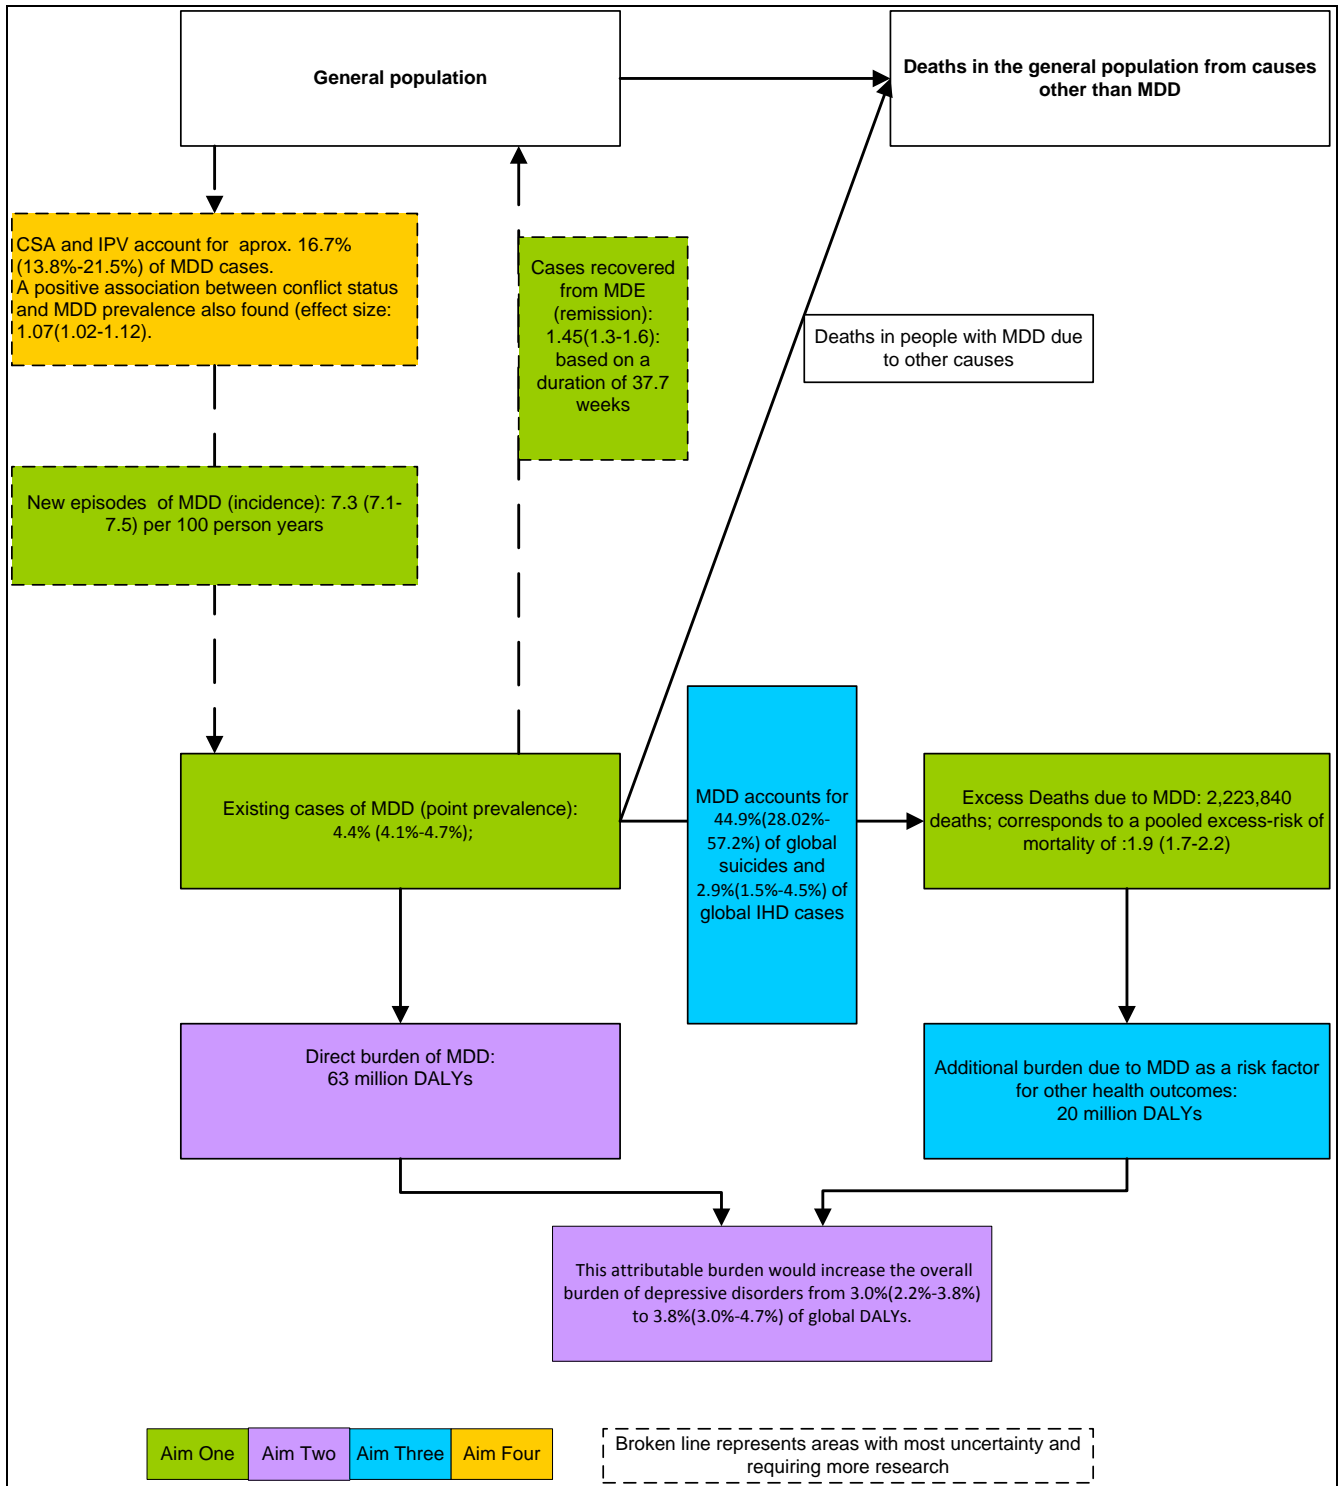 General population
Deaths in the general population from causes
other than MDD
CSA and IPV account for  aprox. 16.7%
(13.8%-21.5%) of MDD cases.
A positive association between conflict status
and MDD prevalence also found (effect size:
1.07(1.02-1.12).
Cases recovered
from MDE
(remission):
1.45(1.3-1.6):
based on a
duration of 37.7
weeks
Deaths in people with MDD due
to other causes
New episodes  of MDD (incidence): 7.3 (7.1-
7.5) per 100 person years
Existing cases of MDD (point prevalence):
4.4% (4.1%-4.7%);
MDD accounts for
44.9%(28.02%-
57.2%) of global
suicides and
2.9%(1.5%-4.5%) of
global IHD cases
Excess Deaths due to MDD: 2,223,840
deaths; corresponds to a pooled excess-risk of
mortality of :1.9 (1.7-2.2)
Direct burden of MDD:
63 million DALYs
Additional burden due to MDD as a risk factor
for other health outcomes:
20 million DALYs
This attributable burden would increase the overall
burden of depressive disorders from 3.0%(2.2%-3.8%)
to 3.8%(3.0%-4.7%) of global DALYs.
Aim One
Aim Two
Aim Three
Aim Four
Broken line represents areas with most uncertainty and
requiring more research